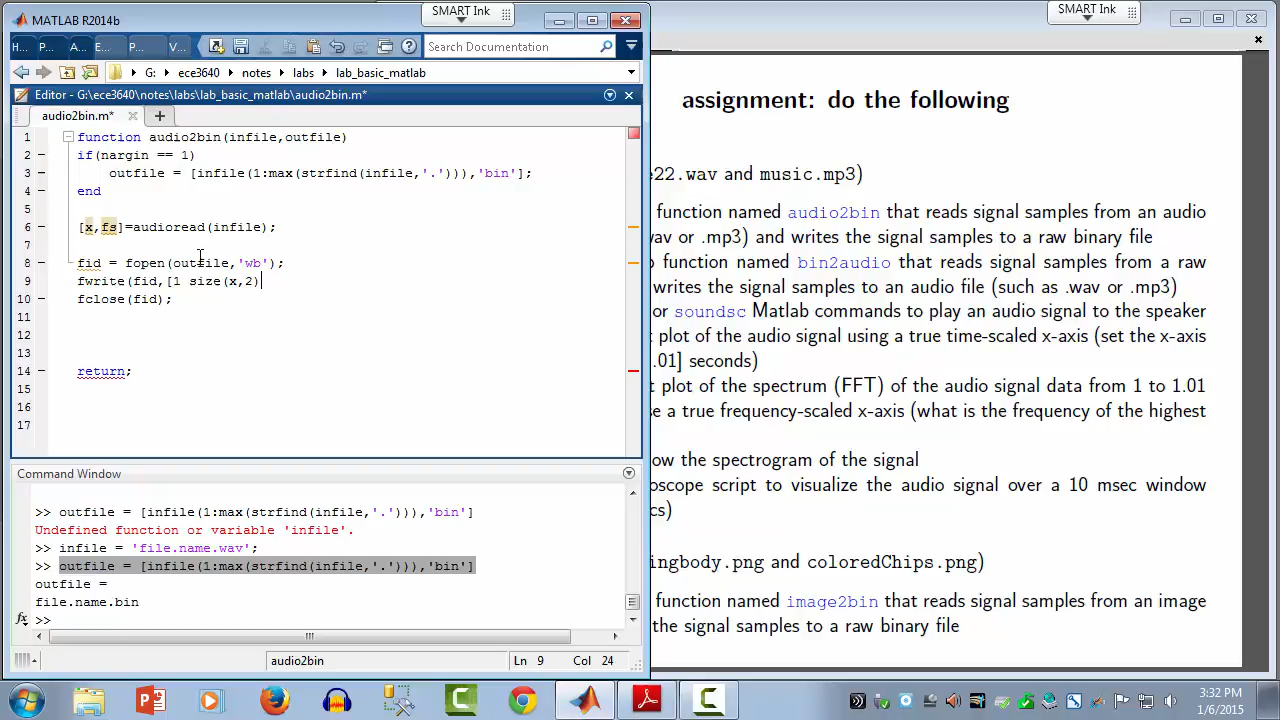 SMART Ink
SMART Ink
MATLAB R2014b
H... P... A... E... P... V...
Search Documentation
G: ece3640 notes labs lab_basic_matlab
Editor - G:\ece3640\notes\labs\lab_basic_matlab\audio2bin.m*
audio2bin.m*
1 function audio2bin(infile,outfile)
2 if(nargin == 1)
3 outfile = [infile(1:max(strfind(infile,'.'))),'bin'];
4 end
5
6 [x,fs]=audioread(infile);
7
8 fid = fopen(outfile,'wb');
9 fwrite(fid,[1 size(x,2)
10 fclose(fid);
11
12
13
14 return;
15
16
17
Command Window
>> outfile = [infile(1:max(strfind(infile,'.'))),'bin']
Undefined function or variable 'infile'.
>> infile = 'file.name.wav';
>> outfile = [infile(1:max(strfind(infile,'.'))),'bin']
outfile =
file.name.bin
fx >>
audio2bin
Ln 9 Col 24
assignment: do the following
e22.wav and music.mp3)
function named audio2bin that reads signal samples from an audio
wav or .mp3) and writes the signal samples to a raw binary file
function named bin2audio that reads signal samples from a raw
writes the signal samples to an audio file (such as .wav or .mp3)
or soundsc Matlab commands to play an audio signal to the speaker
plot of the audio signal using a true time-scaled x-axis (set the x-axis
.01] seconds)
t plot of the spectrum (FFT) of the audio signal data from 1 to 1.01
e a true frequency-scaled x-axis (what is the frequency of the highest
ow the spectrogram of the signal
oscope script to visualize the audio signal over a 10 msec window
cs)
ingbody.png and coloredChips.png)
function named image2bin that reads signal samples from an image
the signal samples to a raw binary file
3:32 PM
1/6/2015